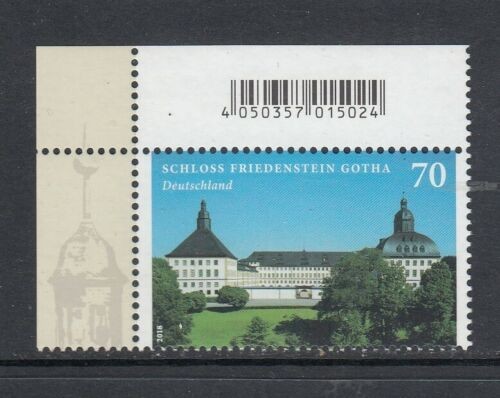 4 050357 015024
SCHLOSS FRIEDENSTEIN GOTHA 70
Deutschland
2018